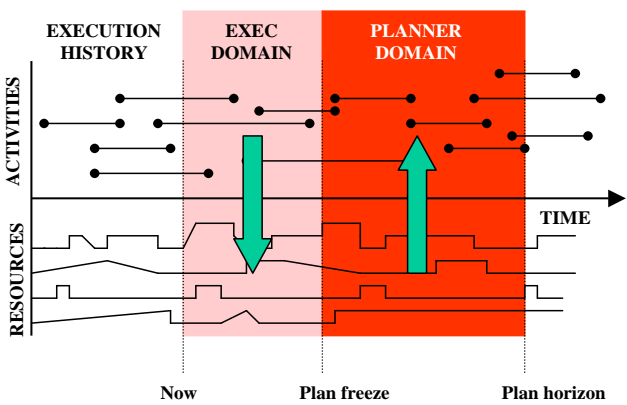 EXECUTION
HISTORY
EXEC
DOMAIN
PLANNER
DOMAIN
ACTIVITIES
TIME
RESOURCES
Now
Plan freeze
Plan horizon